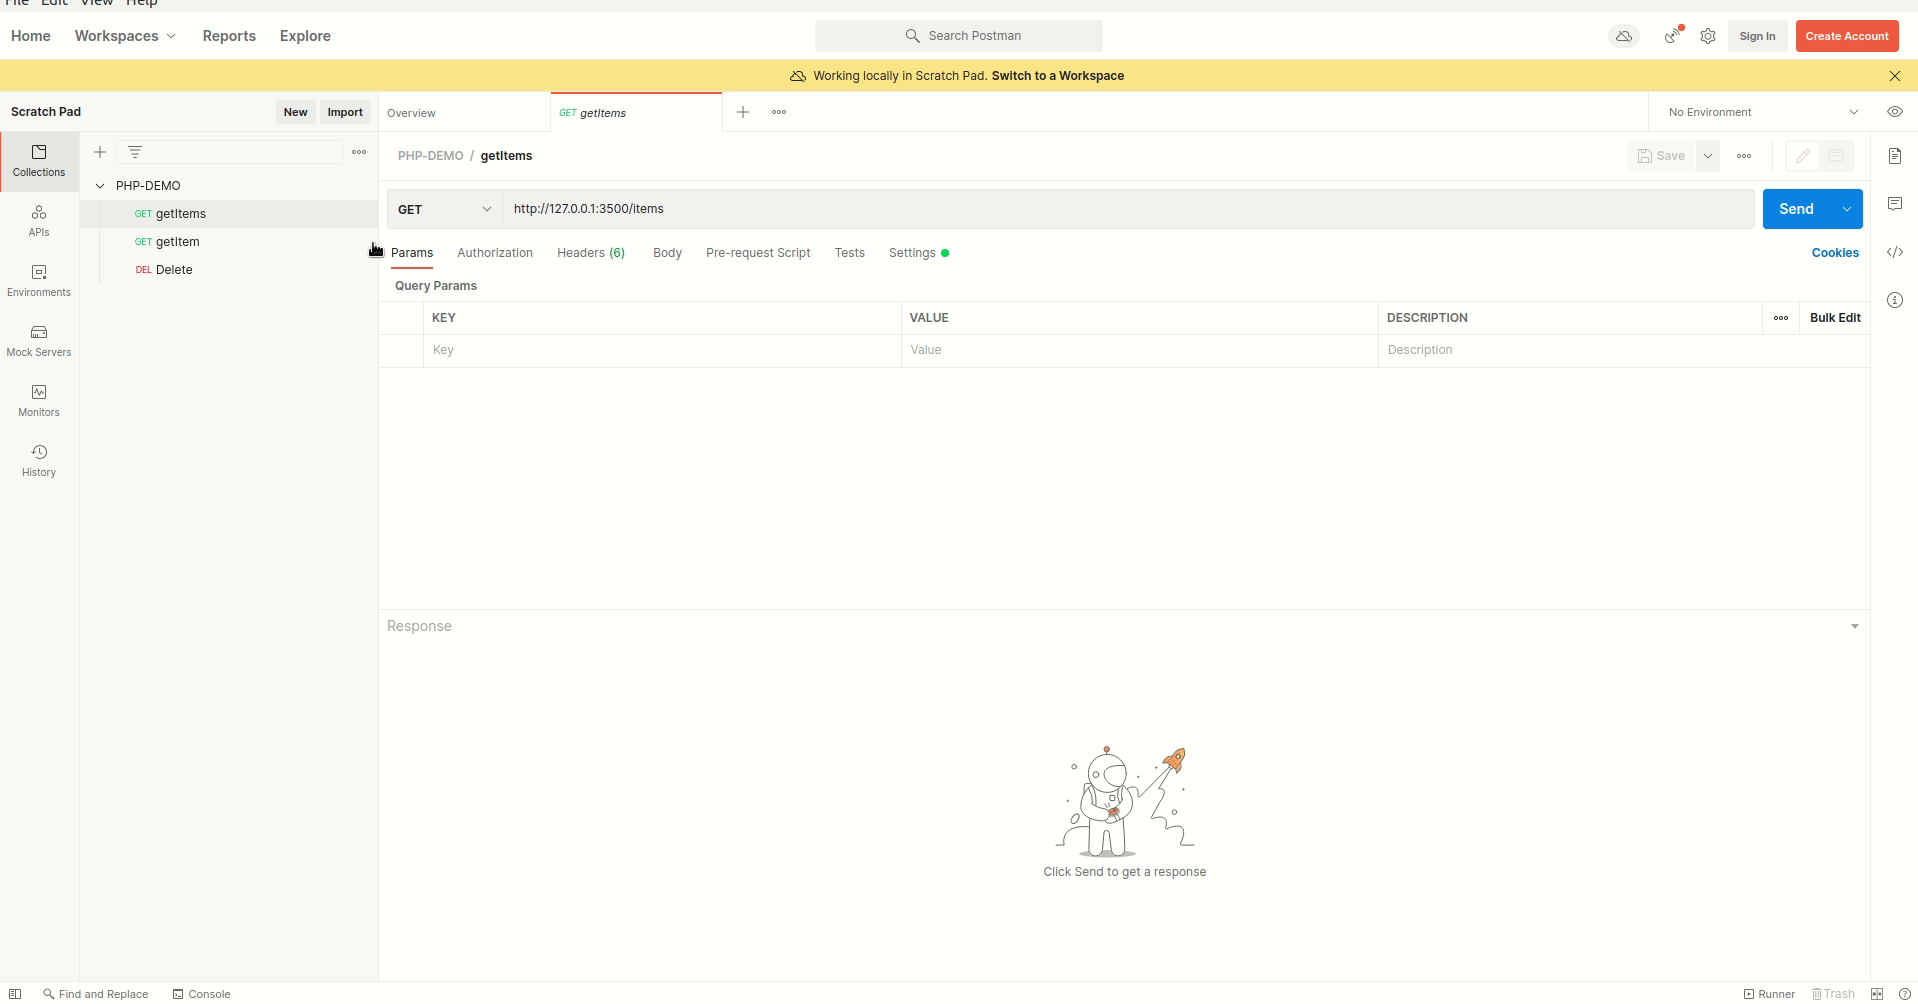 File Edit View Help
Home Workspaces Reports Explore Search Postman Sign In Create Account
Working locally in Scratch Pad. Switch to a Workspace
Scratch Pad New Import Overview GET getItems No Environment
PHP-DEMO / getItems Save
Collections
PHP-DEMO
GET getItems
GET http://127.0.0.1:3500/items Send
APIs
GET getItem
DEL Delete
Params Authorization Headers (6) Body Pre-request Script Tests Settings Cookies
Query Params
Environments
KEY VALUE DESCRIPTION Bulk Edit
Key Value Description
Mock Servers
Monitors
History
Response
Click Send to get a response
Find and Replace Console Runner Trash